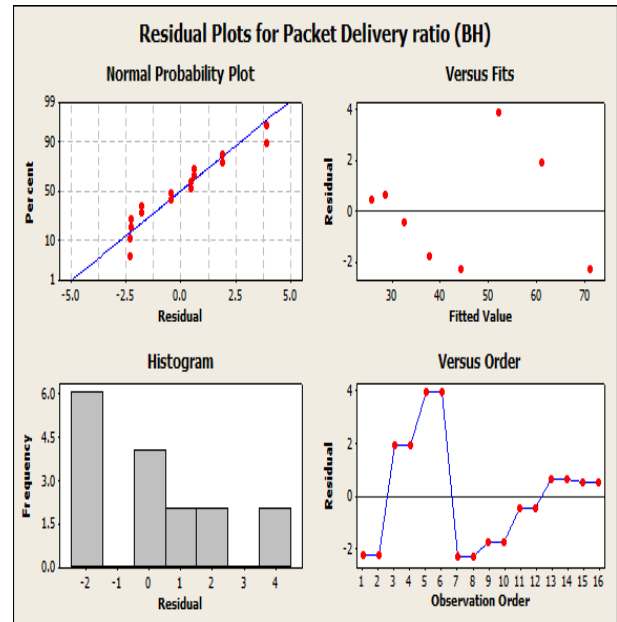 Residual Plots for Packet Delivery ratio (BH)
Normal Probability Plot
99
90
50
10
1
Percent
-5.0 -2.5 0.0 2.5 5.0
Residual
Versus Fits
4
2
0
-2
Residual
30 40 50 60 70
Fitted Value
Histogram
6.0
4.5
3.0
1.5
0.0
Frequency
-2 -1 0 1 2 3 4
Residual
Versus Order
4
2
0
-2
Residual
1 2 3 4 5 6 7 8 9 10 11 12 13 14 15 16
Observation Order